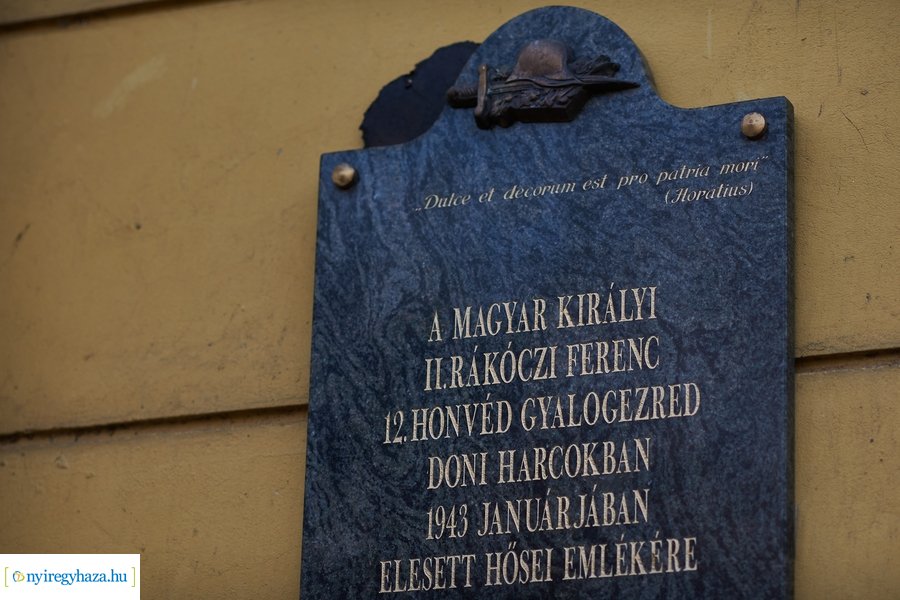 „Dulce et decorum est pro patria mori”
(Horatius)
A MAGYAR KIRÁLYI
II.RÁKÓCZI FERENC
12.HONVÉD GYALOGEZRED
DONI HARCOKBAN
1943 JANUÁRJÁBAN
ELESETT HŐSEI EMLÉKÉRE
nyiregyhaza.hu